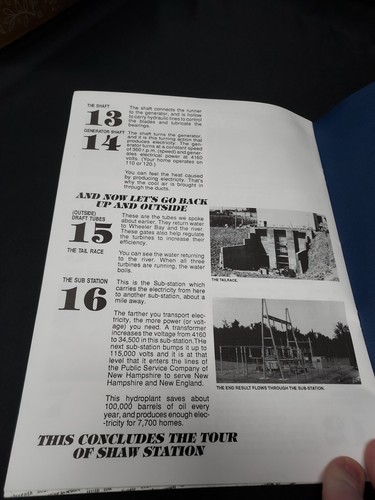 THE SHAFT
13
The shaft connects the runner
to the generator, and is hollow
to carry hydraulic lines to control
the blades and lubricate the
bearings.
GENERATOR SHAFT
14
The shaft turns the generator,
and it is this turning action that
produces electricity. The gen-
erator turns at a constant speed
of 360 r.p.m. (speed) and gener-
ates electrical power at 4160
volts. (Your home operates on
110 or 120.)
You can feel the heat caused
by producing electricity. That's
why the cool air is brought in
through the ducts.
AND NOW LET'S GO BACK
UP AND OUTSIDE
(OUTSIDE)
DRAFT TUBES
15
These are the tubes we spoke
about earlier. They return water
to Wheeler Bay and the river.
These gates also help regulate
the turbines to increase their
efficiency.
THE TAIL RACE
You can see the water returning
to the river. When all three
turbines are running, the water
boils.
THE TAILRACE.
THE SUB STATION
16
This is the Sub-station which
carries the electricity from here
to another sub-station, about a
mile away.
The farther you transport elec-
tricity, the more power (or volt-
age) you need. A transformer
increases the voltage from 4160
to 34,500 in this sub-station. The
next sub-station bumps it up to
115,000 volts and it is at that
level that it enters the lines of
the Public Service Company of
New Hampshire to serve New
Hampshire and New England.
THE END RESULT FLOWS THROUGH THE SUB-STATION.
This hydroplant saves about
100,000 barrels of oil every
year, and produces enough elec-
tricity for 7,700 homes.
THIS CONCLUDES THE TOUR
OF SHAW STATION